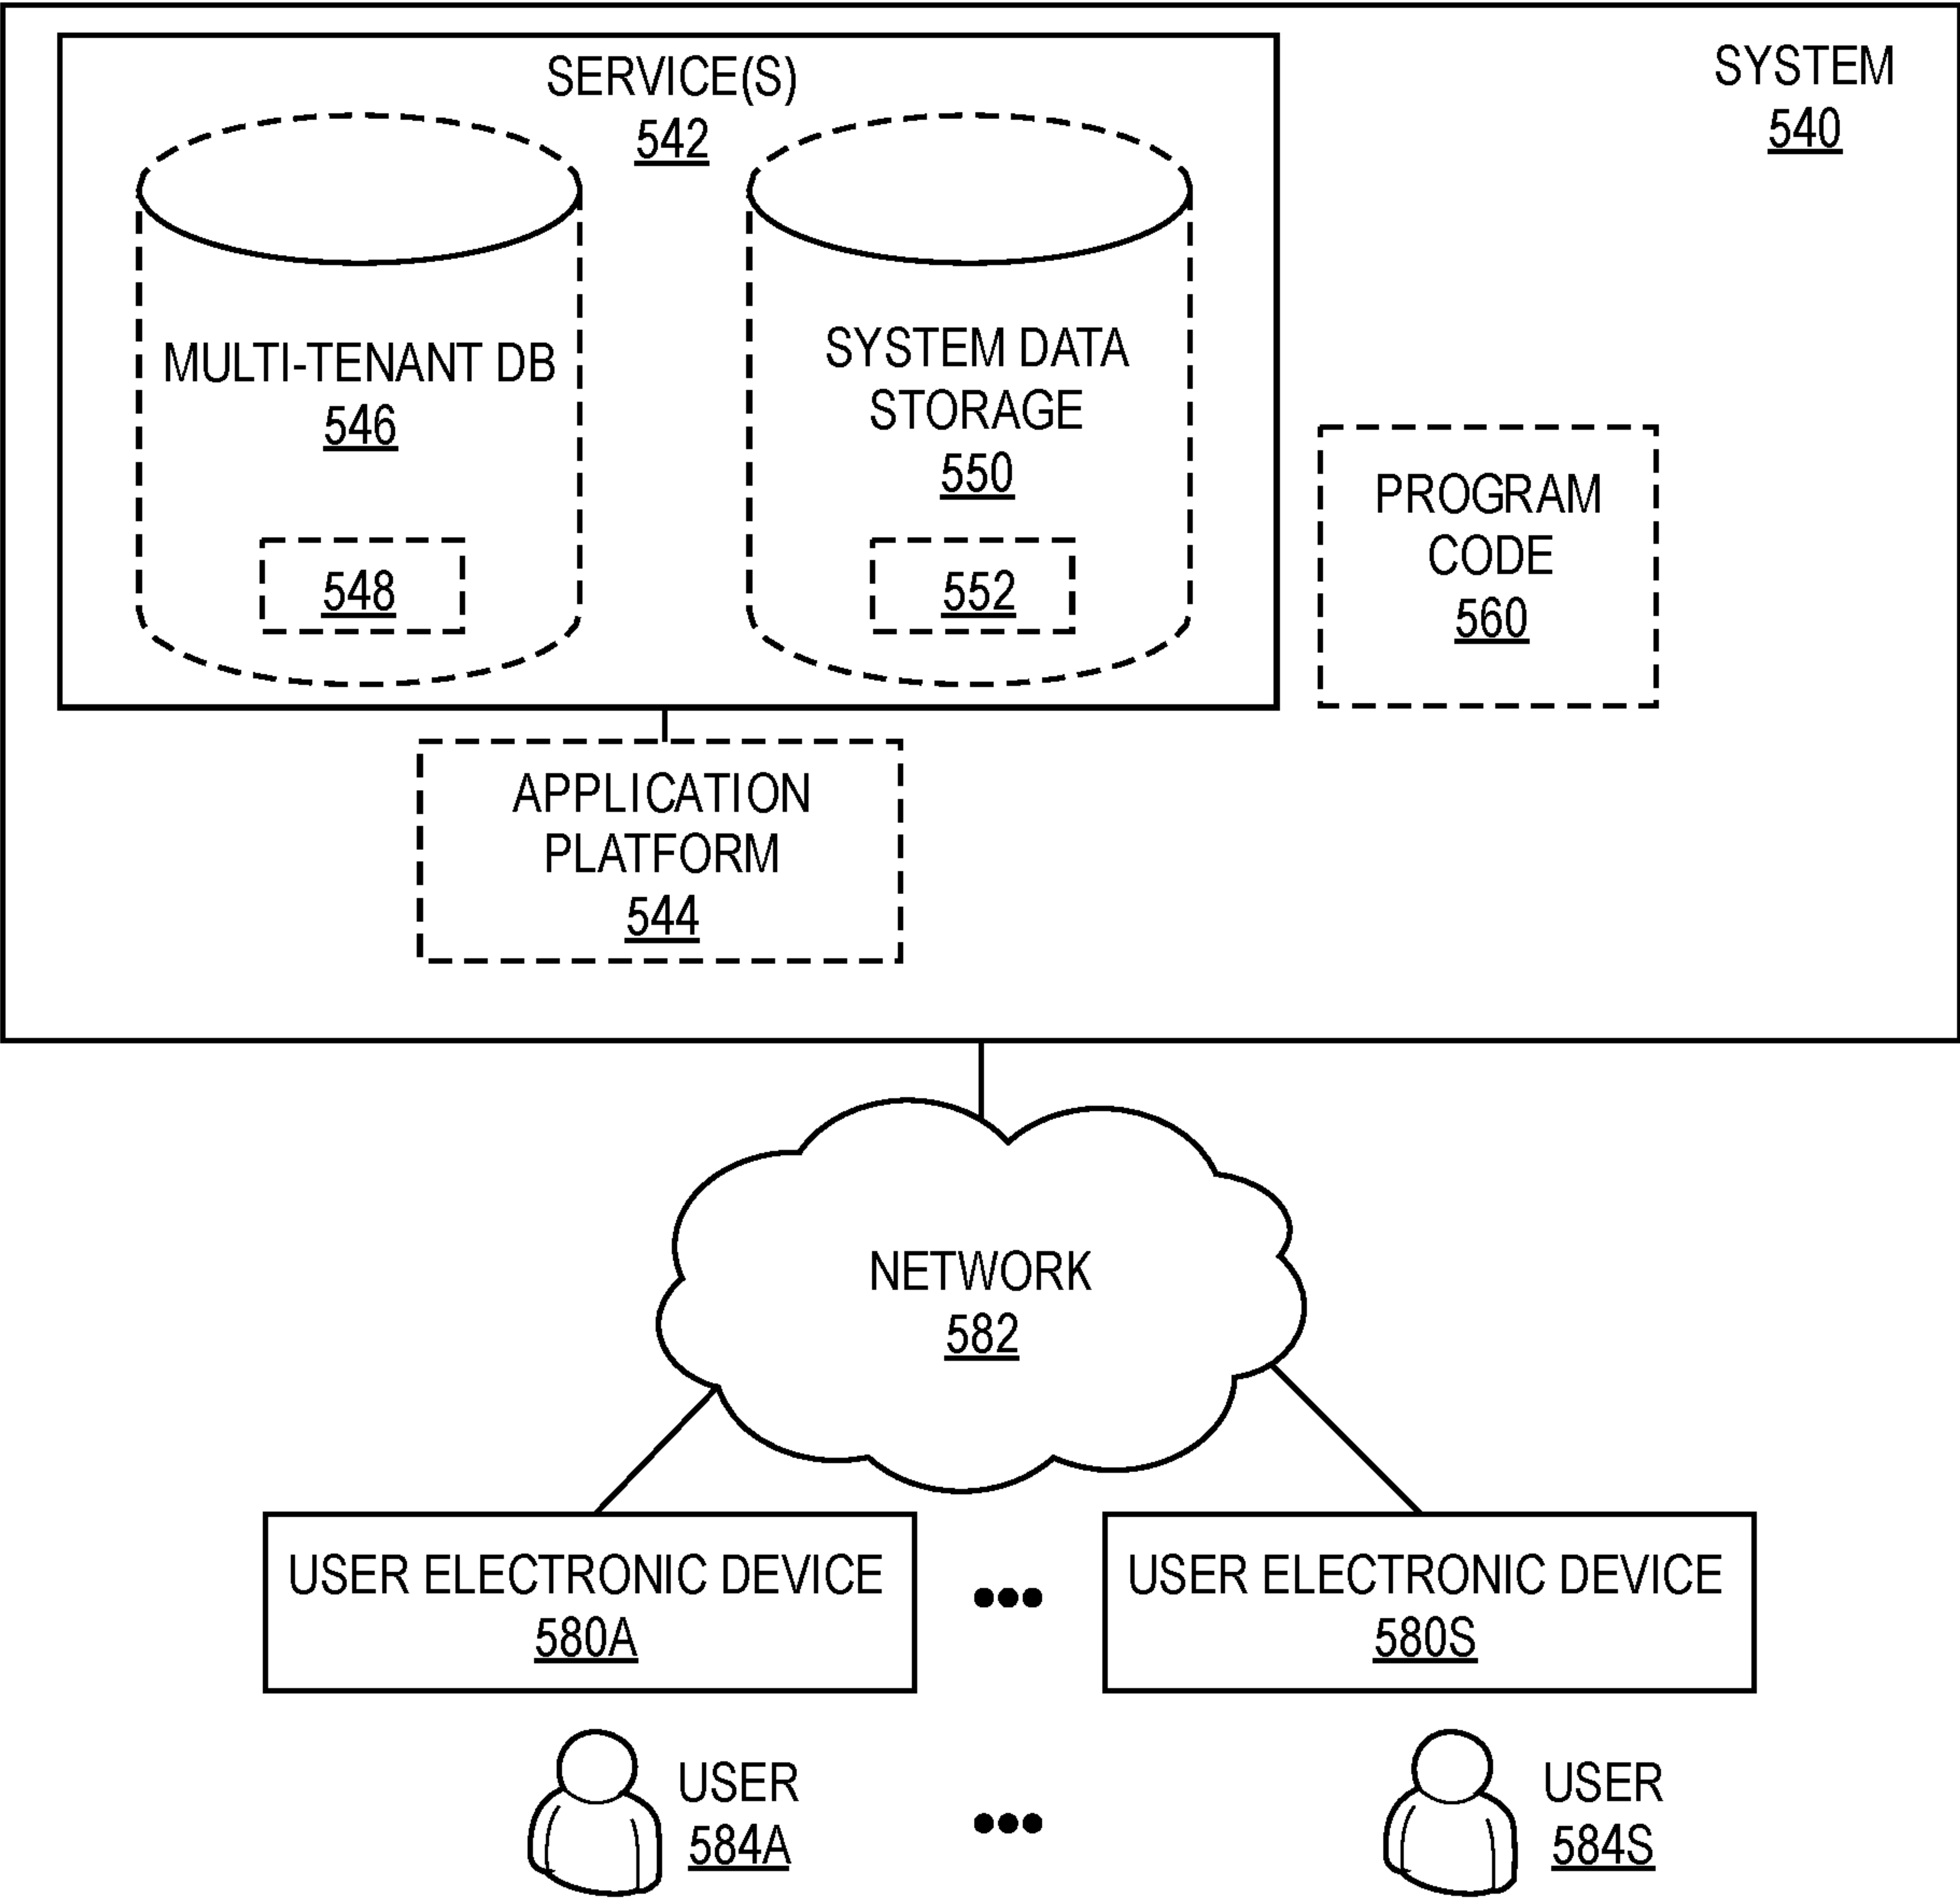 SERVICE(S)
542
SYSTEM
540
MULTI-TENANT DB
546
548
SYSTEM DATA
STORAGE
550
552
PROGRAM
CODE
560
APPLICATION
PLATFORM
544
NETWORK
582
USER ELECTRONIC DEVICE
580A
USER ELECTRONIC DEVICE
580S
USER
584A
USER
584S